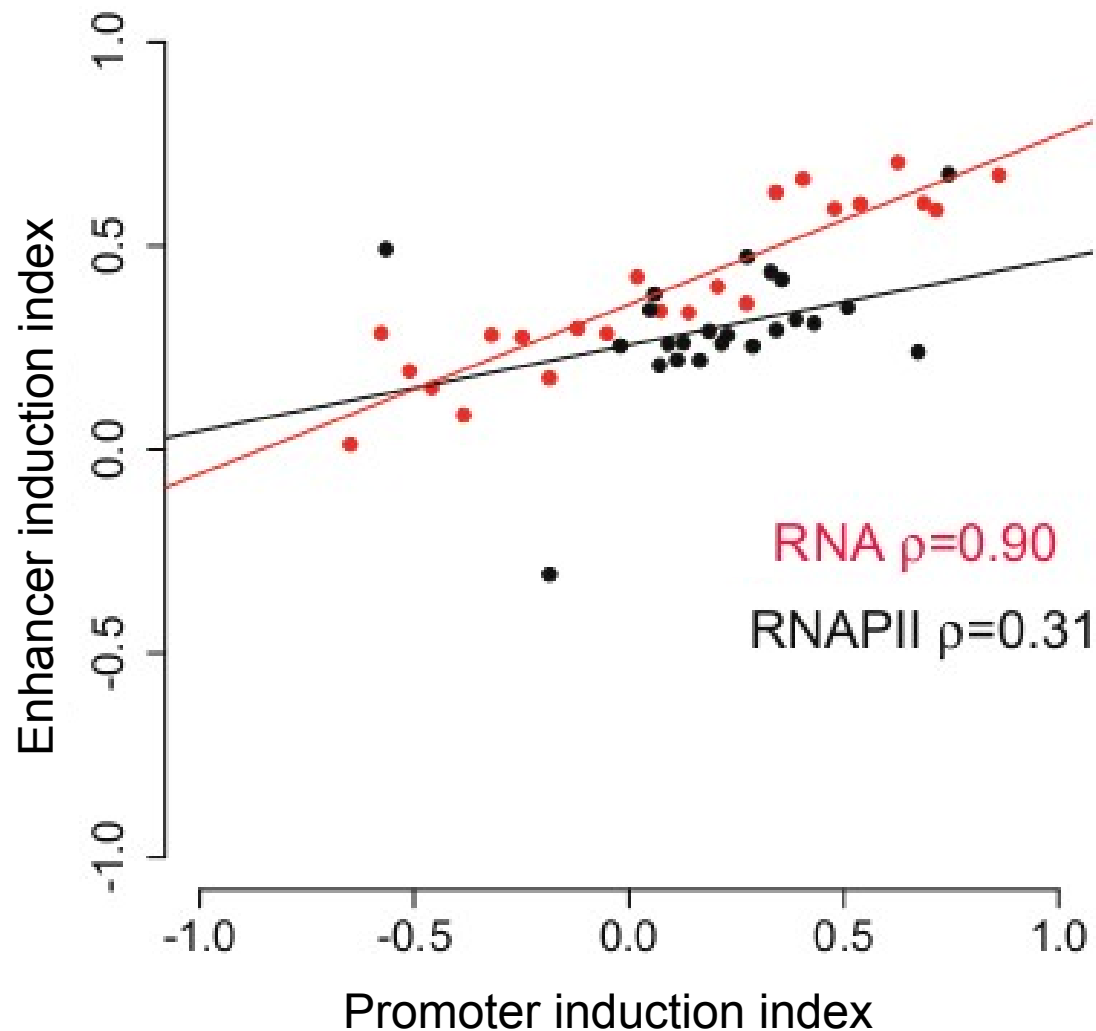 1.0
0.5
0.0
-0.5
-1.0
Enhancer induction index
RNA ρ=0.90
RNAPII ρ=0.31
-1.0 -0.5 0.0 0.5 1.0
Promoter induction index